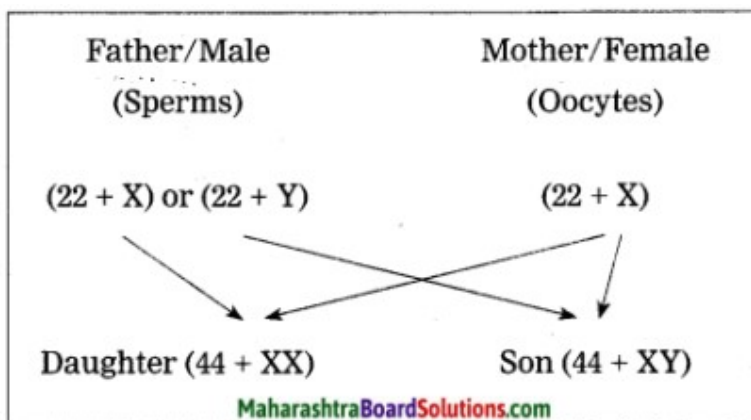 Father/Male Mother/Female
(Sperms) (Oocytes)
(22 + X) or (22 + Y) (22 + X)
Daughter (44 + XX) Son (44 + XY)
MaharashtraBoardSolutions.com